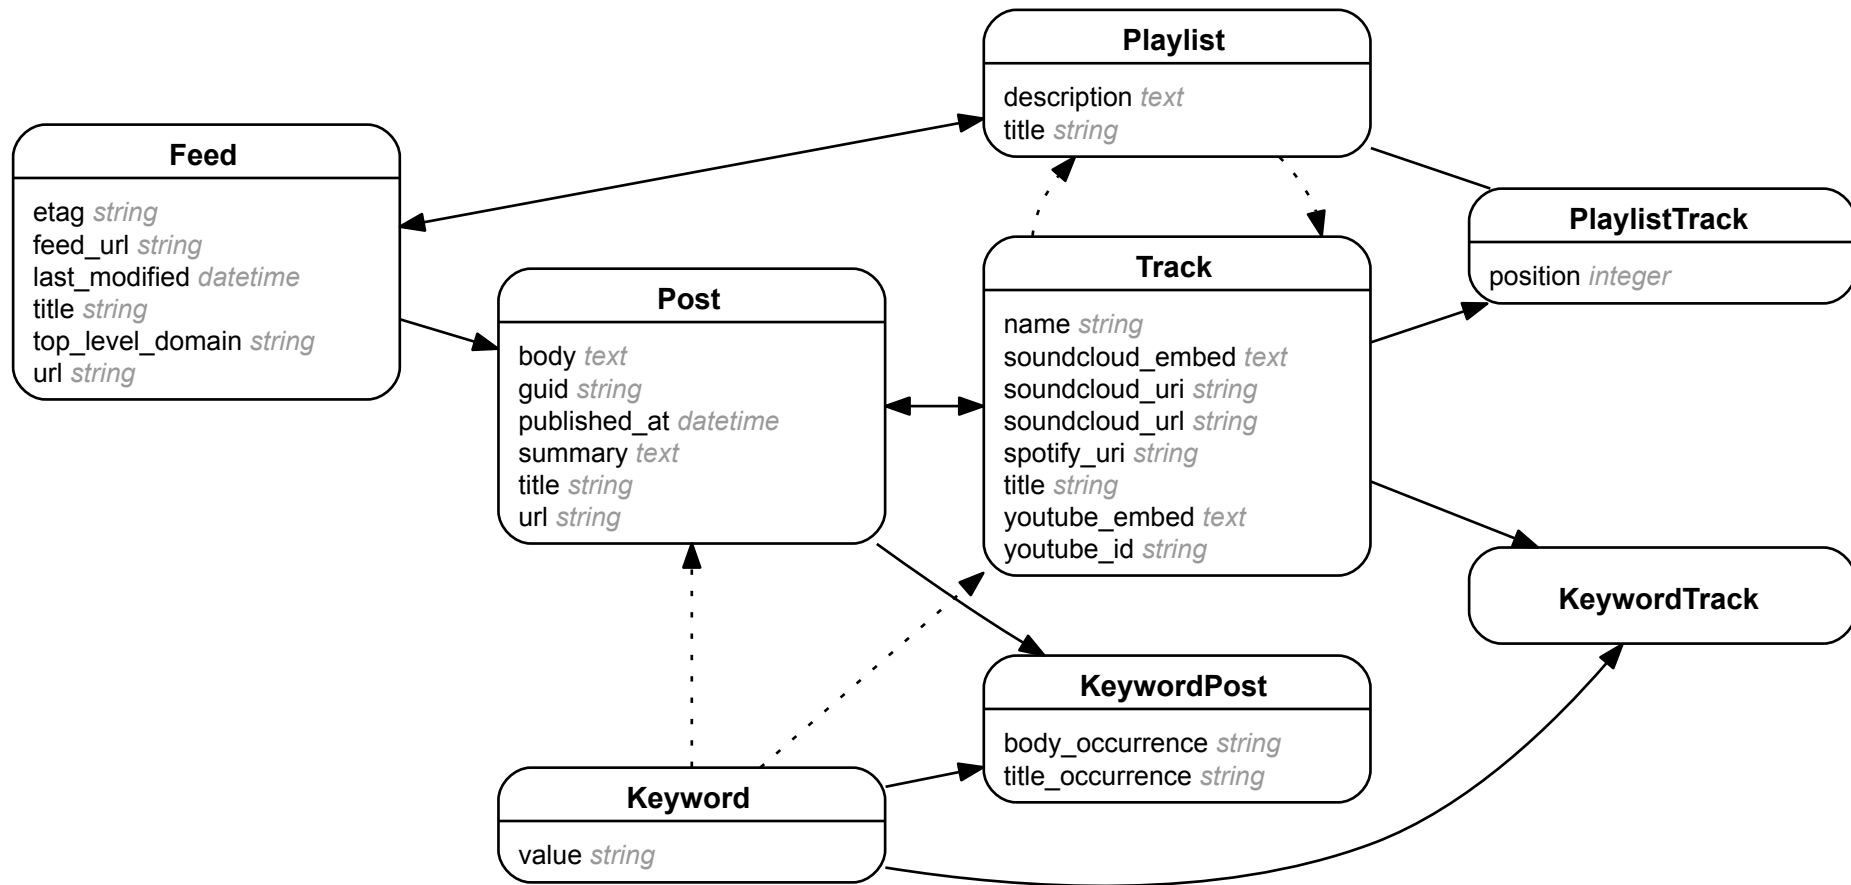 Playlist
description text
title string
Feed
etag string
feed_url string
last_modified datetime
title string
top_level_domain string
url string
PlaylistTrack
position integer
Track
name string
soundcloud_embed text
soundcloud_uri string
soundcloud_url string
spotify_uri string
title string
youtube_embed text
youtube_id string
Post
body text
guid string
published_at datetime
summary text
title string
url string
KeywordTrack
KeywordPost
body_occurrence string
title_occurrence string
Keyword
value string